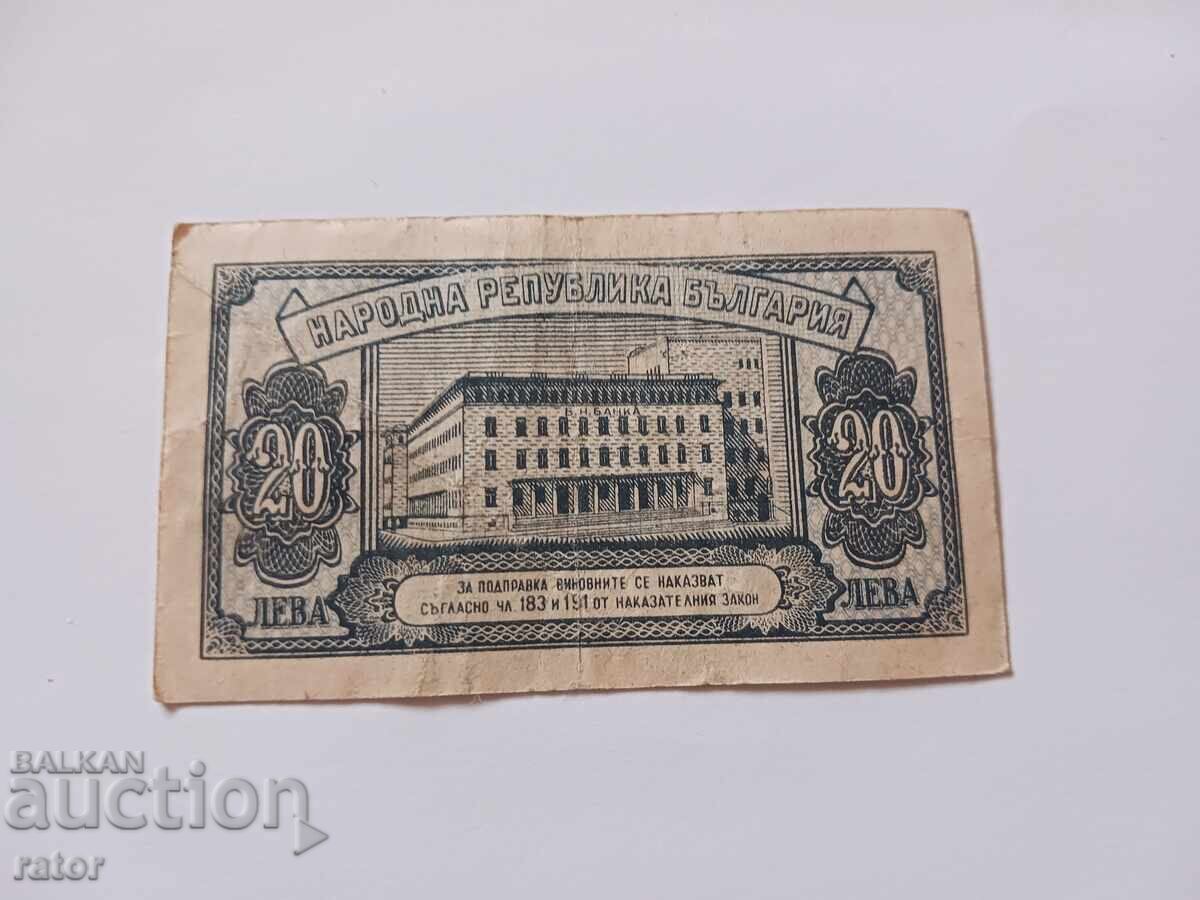 НАРОДНА РЕПУБЛИКА БЪЛГАРИЯ
Б.Н.БАНКА
20 20
ЛЕВА ЛЕВА
ЗА ПОДПРАВКА ВИНОВНИТЕ СЕ НАКАЗВАТ
СЪГЛАСНО ЧЛ. 183 И 191 ОТ НАКАЗАТЕЛНИЯ ЗАКОН
BALKAN
auction
rator